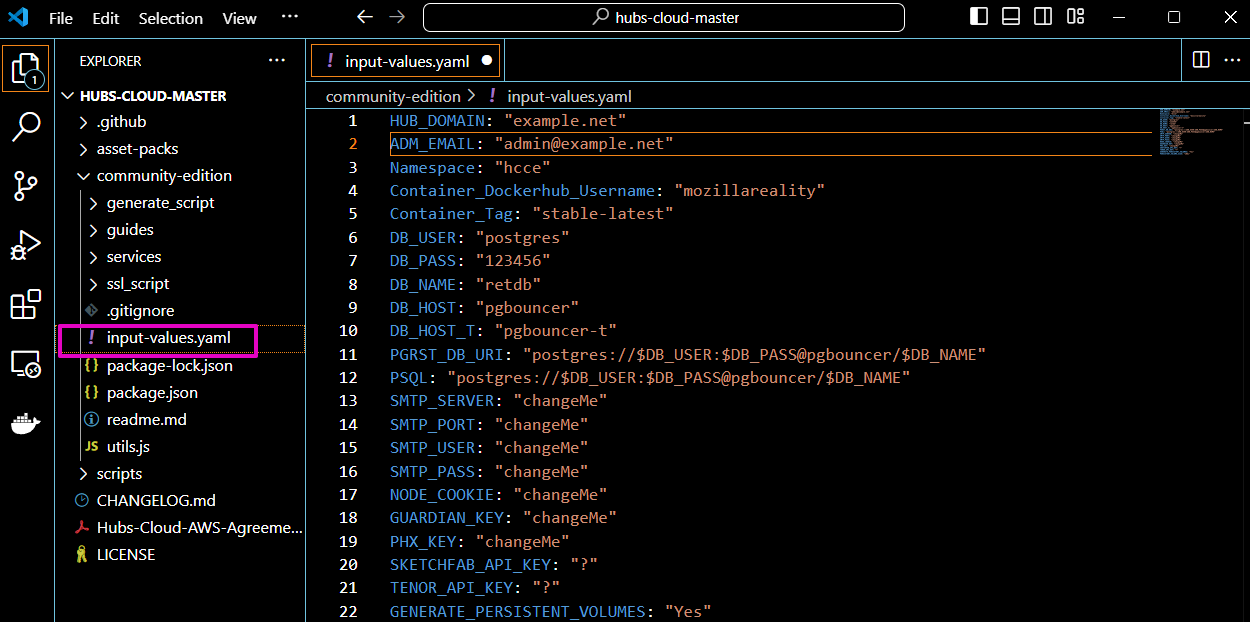 File Edit Selection View ··· hubs-cloud-master
EXPLORER ···
HUBS-CLOUD-MASTER
.github
asset-packs
community-edition
generate_script
guides
services
ssl_script
.gitignore
! input-values.yaml
{} package-lock.json
{} package.json
readme.md
JS utils.js
scripts
CHANGELOG.md
Hubs-Cloud-AWS-Agreeme...
LICENSE
1
! input-values.yaml ···
community-edition > ! input-values.yaml
1 HUB_DOMAIN: "example.net"
2 ADM_EMAIL: "admin@example.net"
3 Namespace: "hcce"
4 Container_Dockerhub_Username: "mozillareality"
5 Container_Tag: "stable-latest"
6 DB_USER: "postgres"
7 DB_PASS: "123456"
8 DB_NAME: "retdb"
9 DB_HOST: "pgbouncer"
10 DB_HOST_T: "pgbouncer-t"
11 PGRST_DB_URI: "postgres://$DB_USER:$DB_PASS@pgbouncer/$DB_NAME"
12 PSQL: "postgres://$DB_USER:$DB_PASS@pgbouncer/$DB_NAME"
13 SMTP_SERVER: "changeMe"
14 SMTP_PORT: "changeMe"
15 SMTP_USER: "changeMe"
16 SMTP_PASS: "changeMe"
17 NODE_COOKIE: "changeMe"
18 GUARDIAN_KEY: "changeMe"
19 PHX_KEY: "changeMe"
20 SKETCHFAB_API_KEY: "?"
21 TENOR_API_KEY: "?"
22 GENERATE_PERSISTENT_VOLUMES: "Yes"